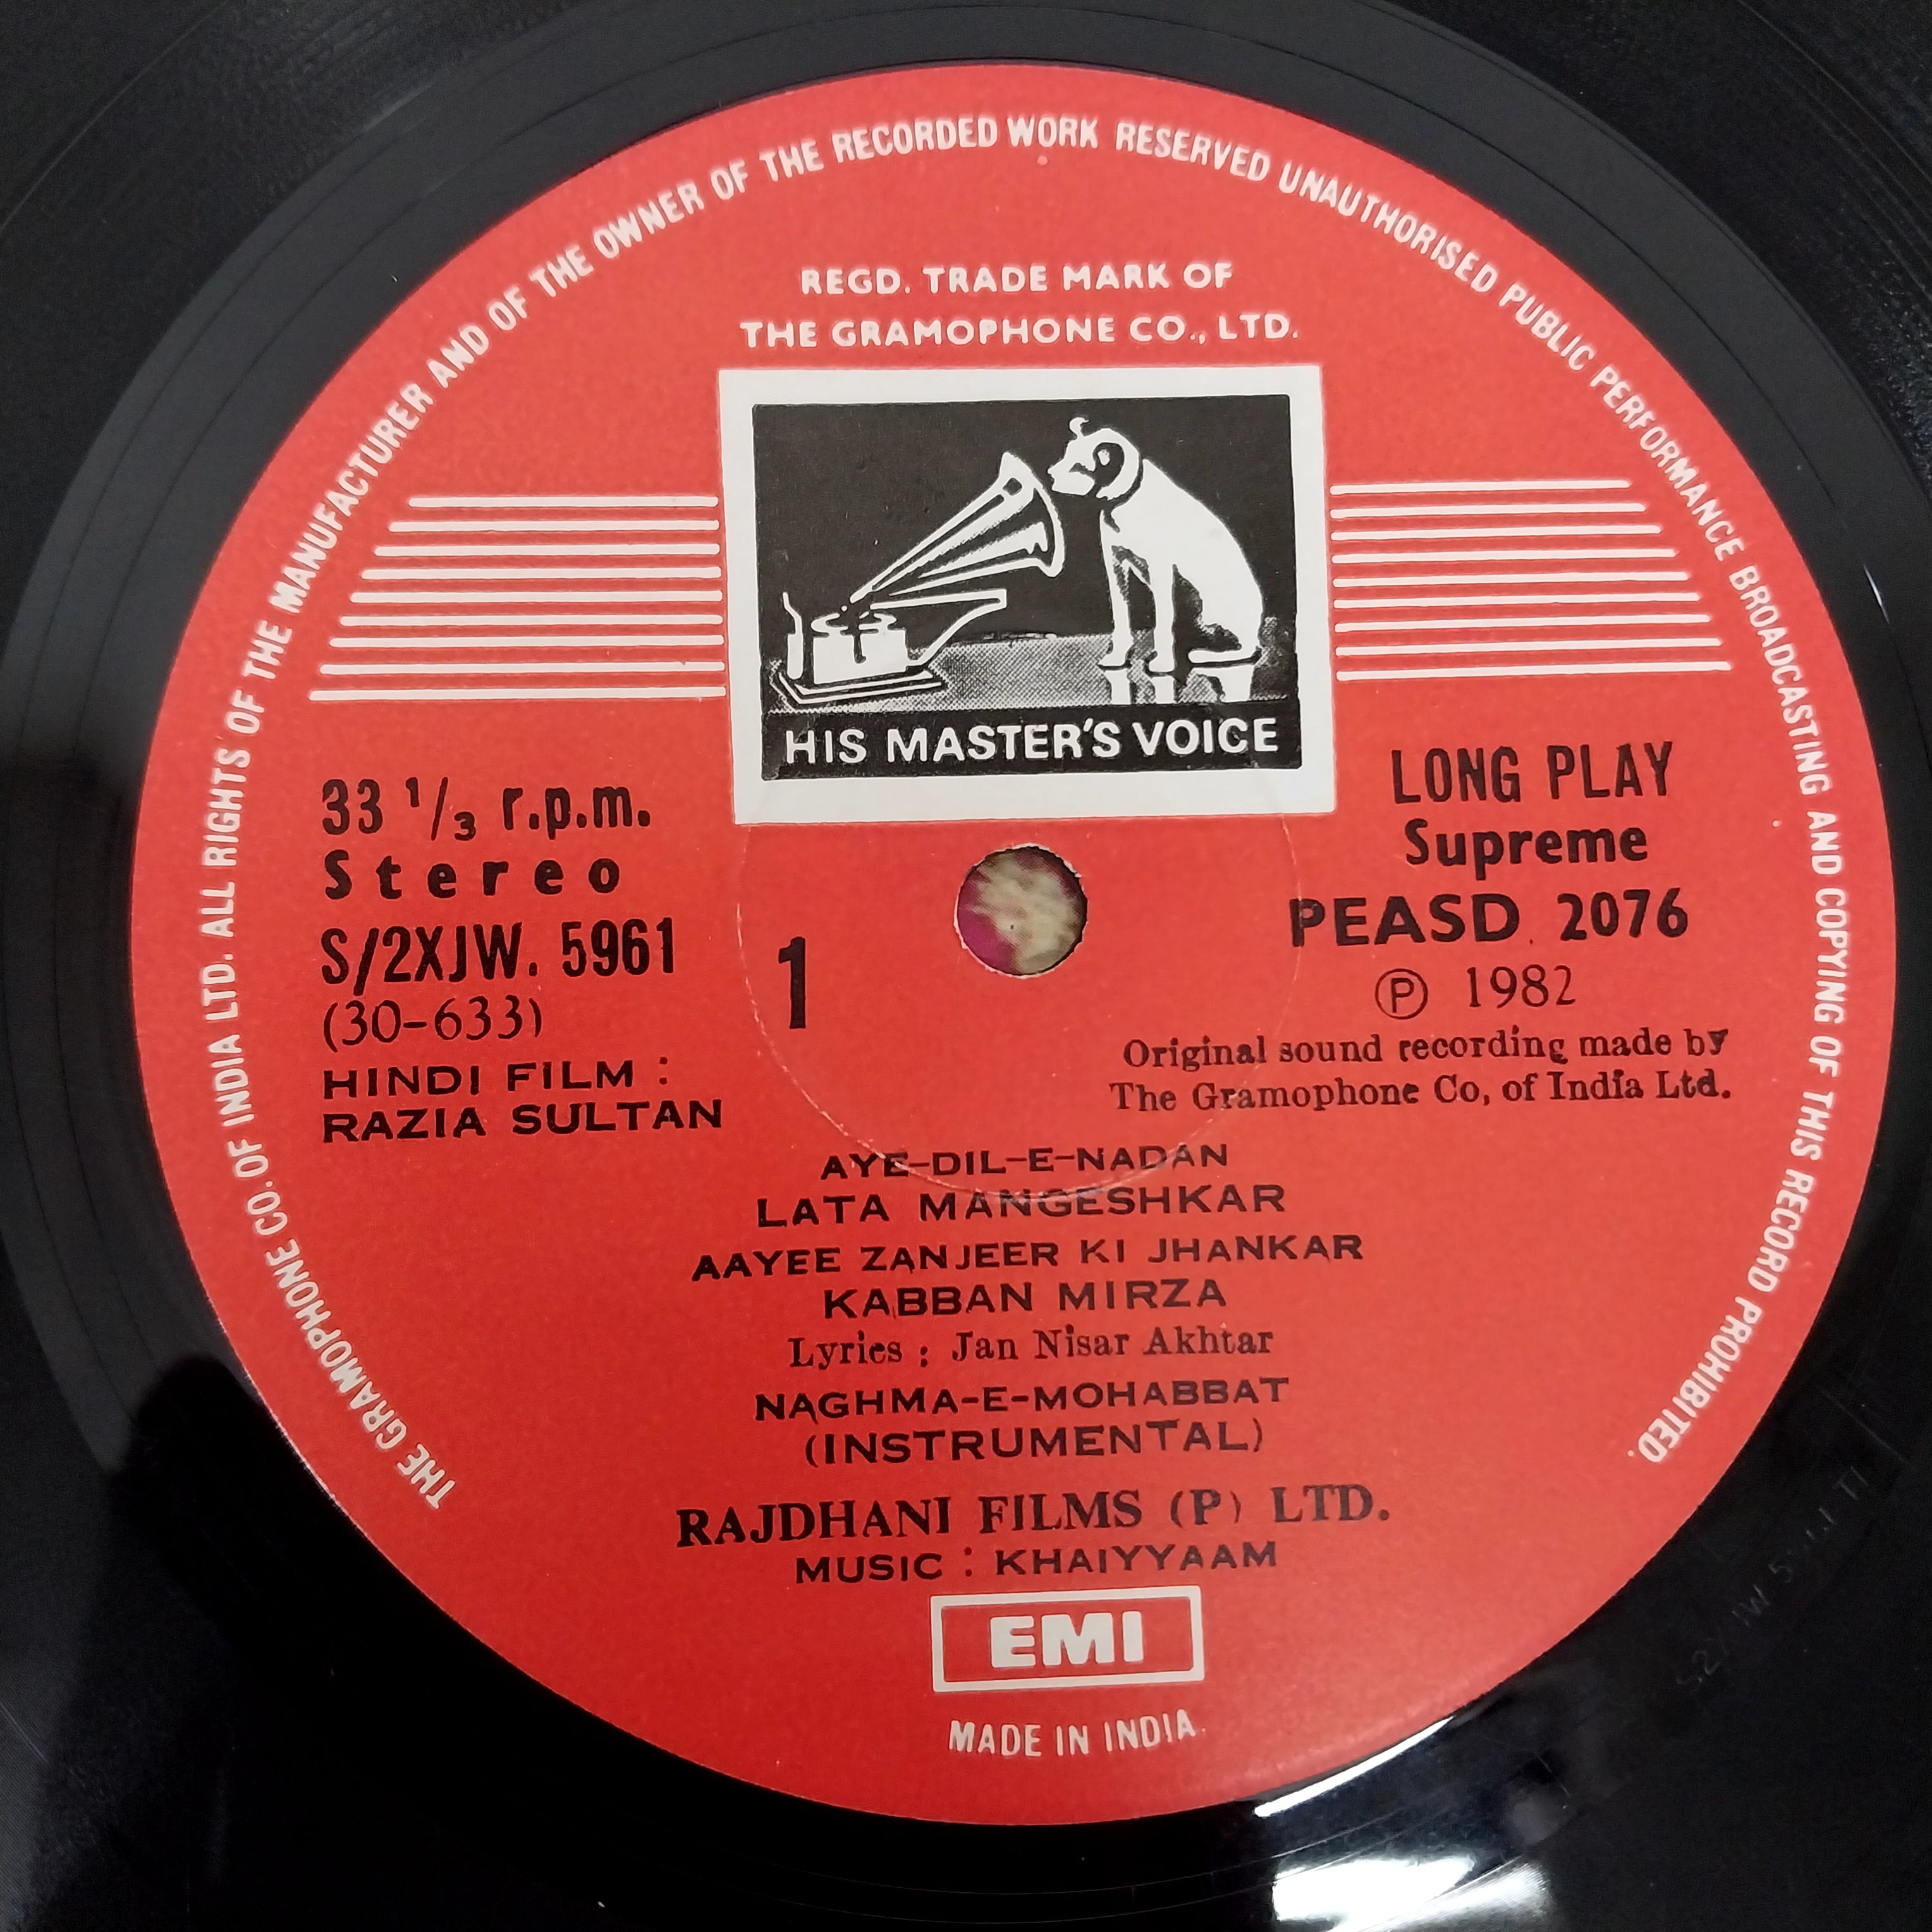 THE GRAMOPHONE CO. OF INDIA LTD. ALL RIGHTS OF THE MANUFACTURER AND OF THE OWNER OF THE RECORDED WORK RESERVED UNAUTHORISED PUBLIC PERFORMANCE BROADCASTING AND COPYING OF THIS RECORD PROHIBITED.
REGD. TRADE MARK OF
THE GRAMOPHONE CO., LTD.
HIS MASTER'S VOICE
33 1/3 r.p.m.
Stereo
S/2XJW. 5961
(30-633)
HINDI FILM :
RAZIA SULTAN
1
LONG PLAY
Supreme
PEASD 2076
Ⓟ 1982
Original sound recording made by
The Gramophone Co, of India Ltd.
AYE-DIL-E-NADAN
LATA MANGESHKAR
AAYEE ZANJEER KI JHANKAR
KABBAN MIRZA
Lyrics : Jan Nisar Akhtar
NAGHMA-E-MOHABBAT
(INSTRUMENTAL)
RAJDHANI FILMS (P) LTD.
MUSIC : KHAIYYAAM
EMI
MADE IN INDIA